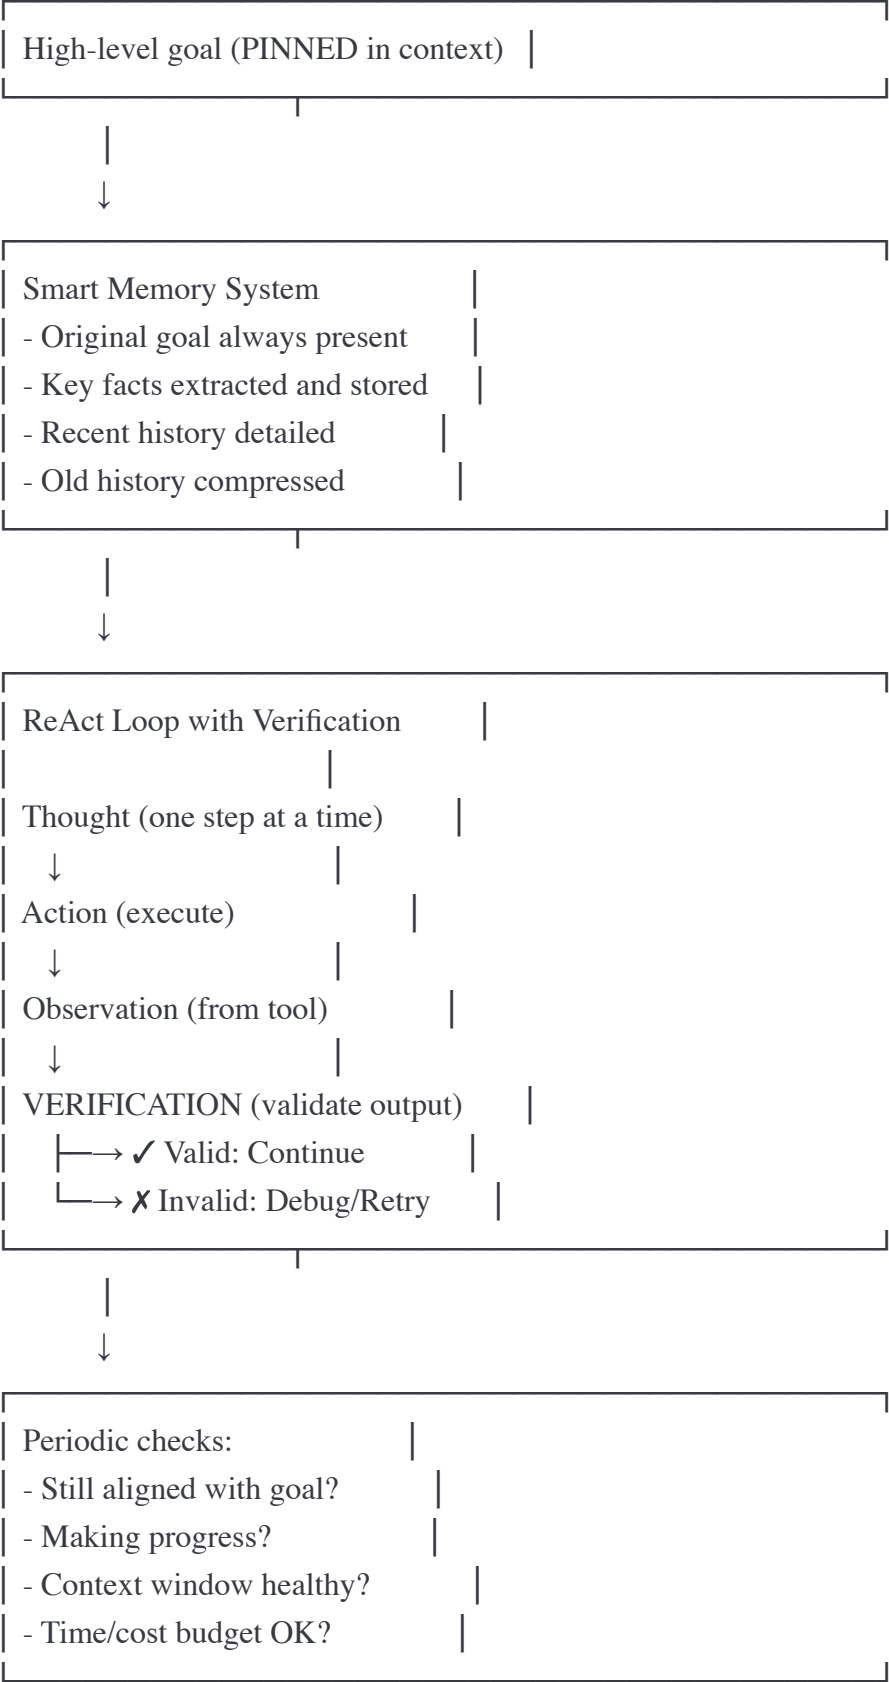 High-level goal (PINNED in context)
↓
Smart Memory System
- Original goal always present
- Key facts extracted and stored
- Recent history detailed
- Old history compressed
↓
ReAct Loop with Verification
Thought (one step at a time)
↓
Action (execute)
↓
Observation (from tool)
↓
VERIFICATION (validate output)
├─→ ✓ Valid: Continue
└─→ ✗ Invalid: Debug/Retry
↓
Periodic checks:
- Still aligned with goal?
- Making progress?
- Context window healthy?
- Time/cost budget OK?